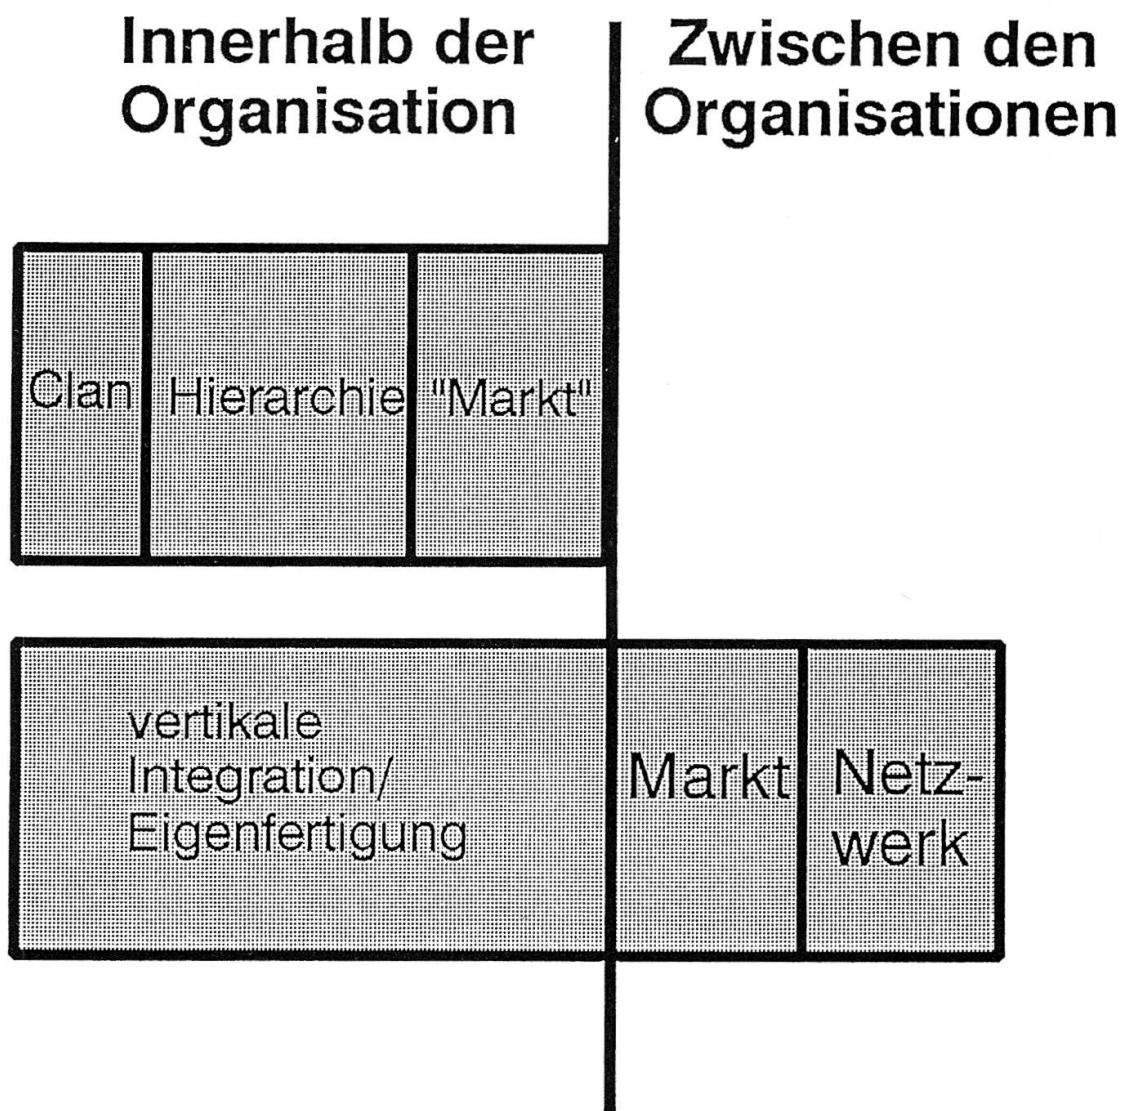 Innerhalb der
Organisation
Zwischen den
Organisationen
Clan
Hierarchie
"Markt"
vertikale
Integration/
Eigenfertigung
Markt
Netz-
werk